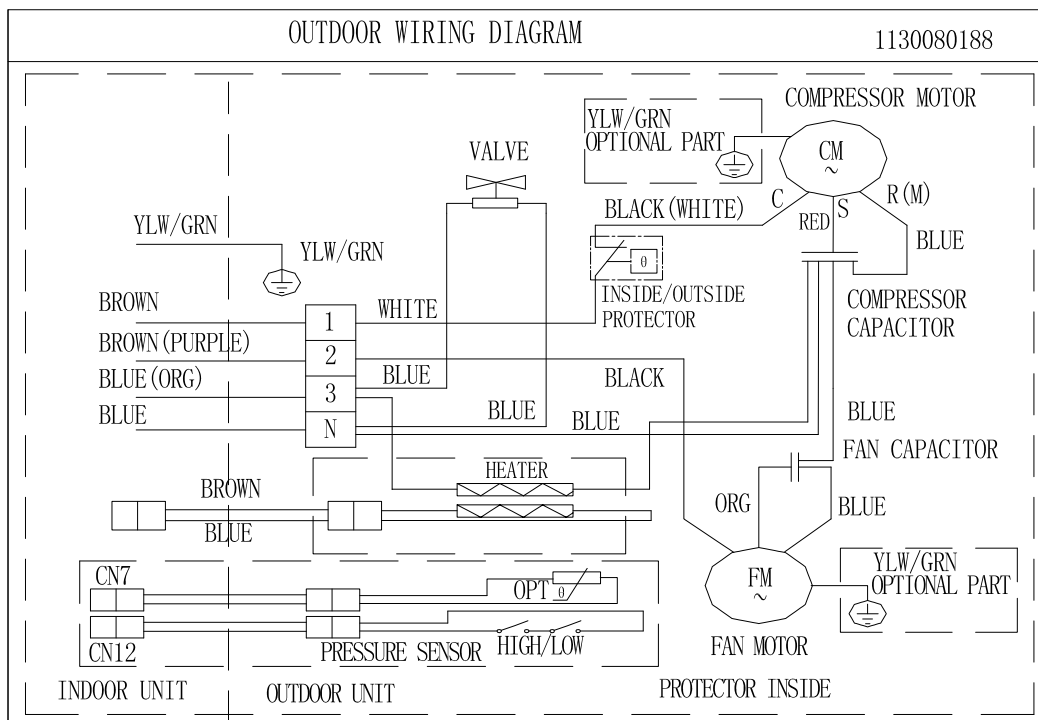 OUTDOOR WIRING DIAGRAM
1130080188
COMPRESSOR MOTOR
YLW/GRN
OPTIONAL PART
CM
~
VALVE
C
S
R(M)
BLACK(WHITE)
RED
BLUE
YLW/GRN
YLW/GRN
θ
INSIDE/OUTSIDE
PROTECTOR
COMPRESSOR
CAPACITOR
BROWN
1
WHITE
BROWN(PURPLE)
2
BLACK
BLUE(ORG)
3
BLUE
BLUE
N
BLUE
BLUE
BLUE
FAN CAPACITOR
HEATER
BROWN
BLUE
ORG
BLUE
CN7
OPT
θ
FM
~
YLW/GRN
OPTIONAL PART
CN12
PRESSURE SENSOR
HIGH/LOW
FAN MOTOR
INDOOR UNIT
OUTDOOR UNIT
PROTECTOR INSIDE